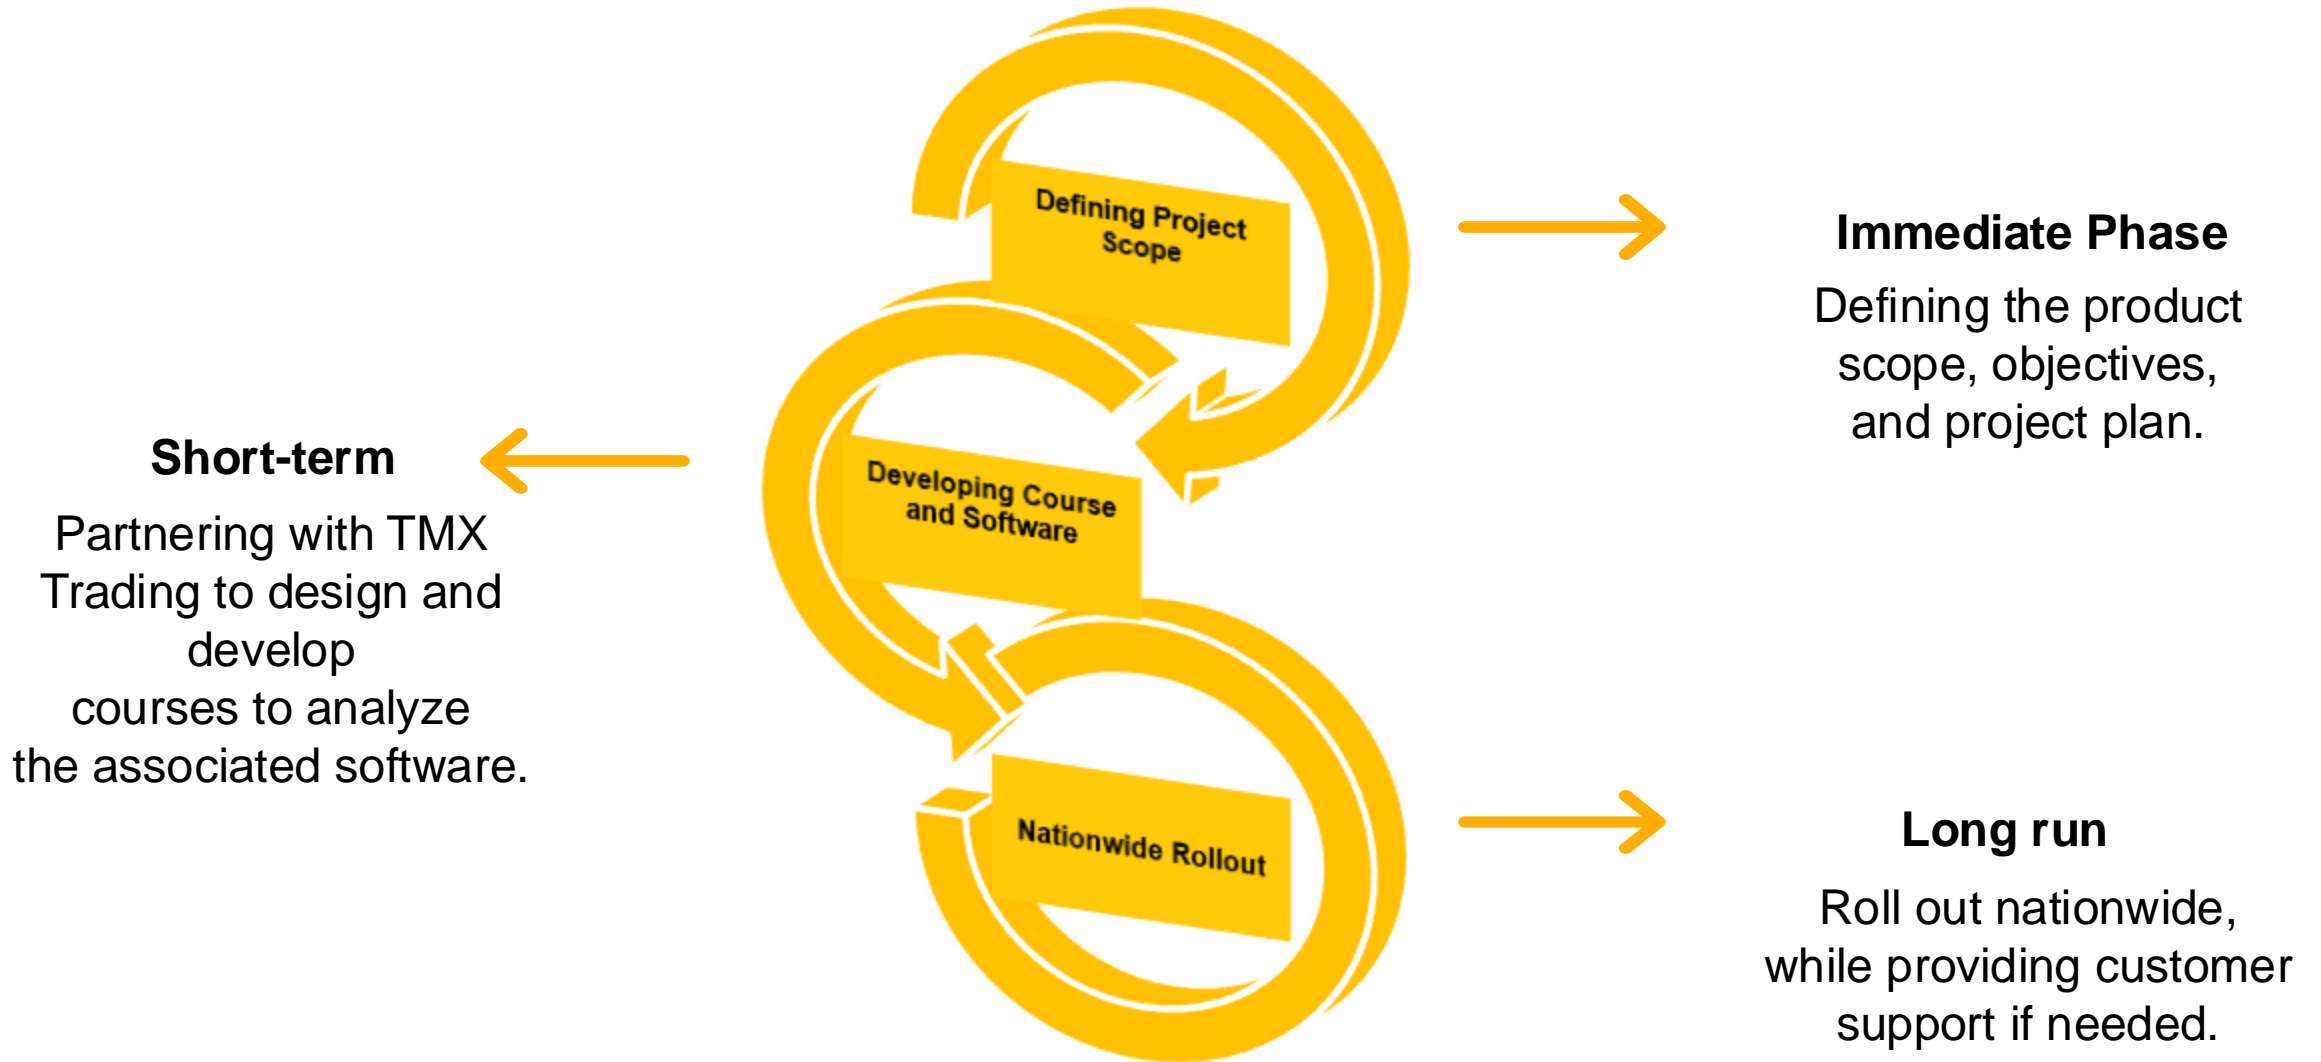 Defining Project
Scope
Immediate Phase
Defining the product
scope, objectives,
and project plan.
Short-term
Partnering with TMX
Trading to design and
develop
courses to analyze
the associated software.
Developing Course
and Software
Nationwide Rollout
Long run
Roll out nationwide,
while providing customer
support if needed.